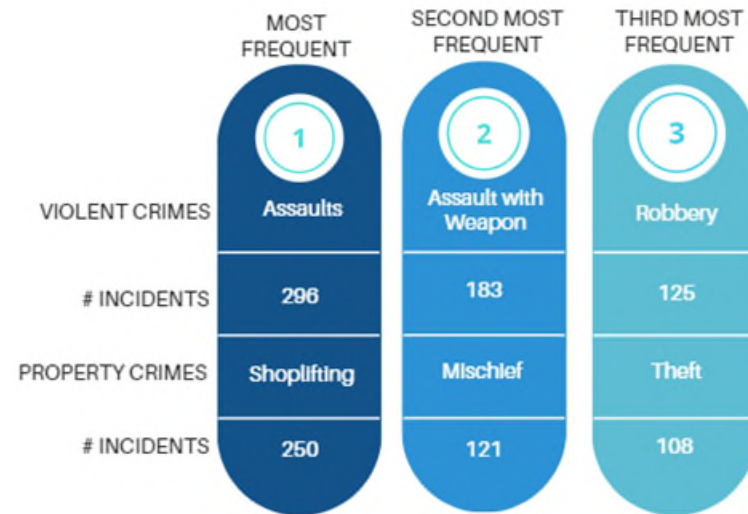 MOST
FREQUENT
SECOND MOST
FREQUENT
THIRD MOST
FREQUENT
1
2
3
VIOLENT CRIMES
Assaults
Assault with
Weapon
Robbery
# INCIDENTS
296
183
125
PROPERTY CRIMES
Shoplifting
Mischief
Theft
# INCIDENTS
250
121
108